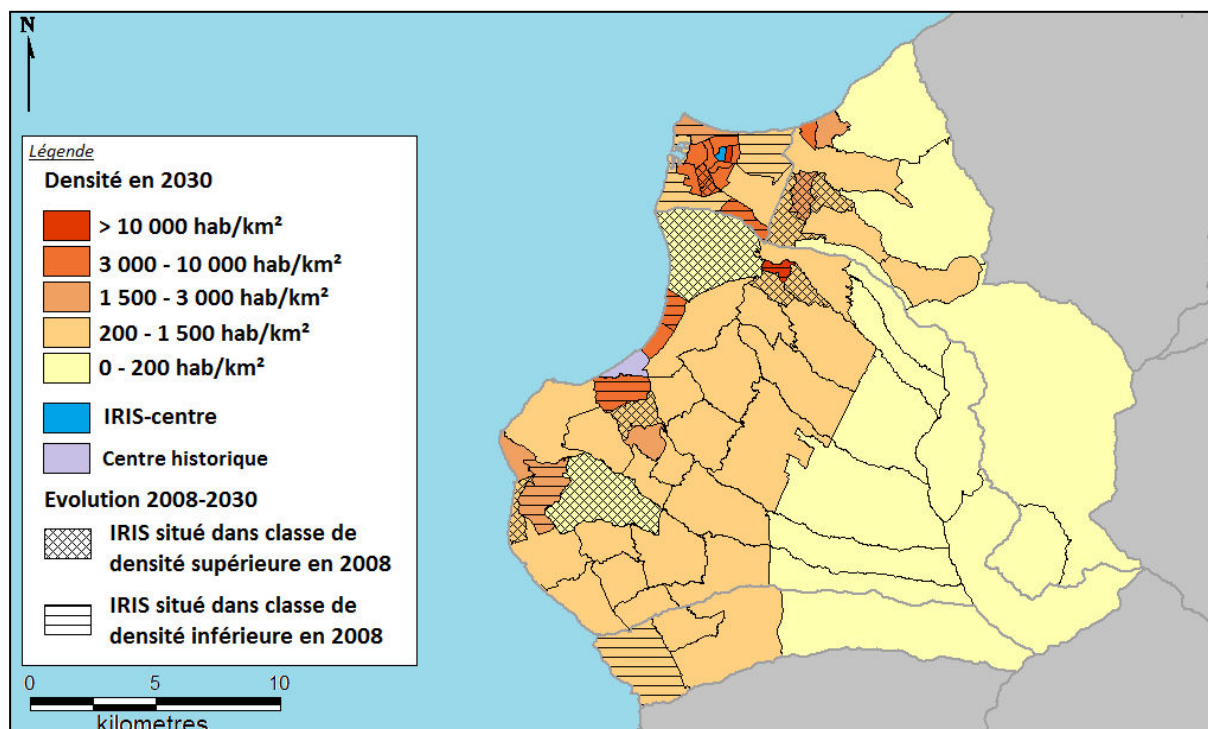 N
Légende
Densité en 2030
> 10 000 hab/km²
3 000 - 10 000 hab/km²
1 500 - 3 000 hab/km²
200 - 1 500 hab/km²
0 - 200 hab/km²
IRIS-centre
Centre historique
Evolution 2008-2030
IRIS situé dans classe de
densité supérieure en 2008
IRIS situé dans classe de
densité inférieure en 2008
0 5 10
kilometres